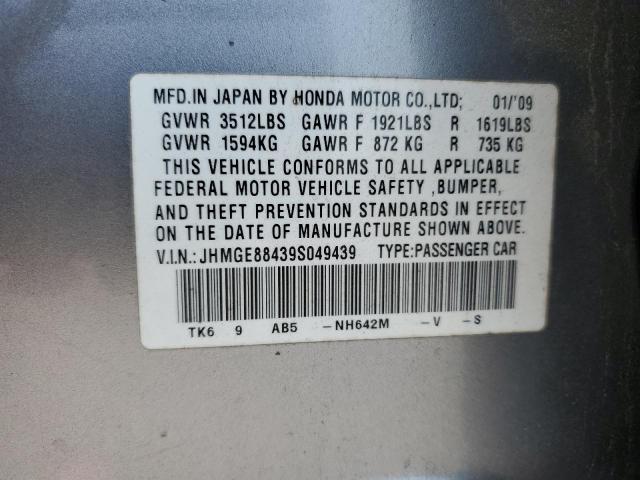 MFD.IN JAPAN BY HONDA MOTOR CO.,LTD; 01/'09
GVWR 3512LBS GAWR F 1921LBS R 1619LBS
GVWR 1594KG GAWR F 872 KG R 735 KG
THIS VEHICLE CONFORMS TO ALL APPLICABLE
FEDERAL MOTOR VEHICLE SAFETY ,BUMPER,
AND THEFT PREVENTION STANDARDS IN EFFECT
ON THE DATE OF MANUFACTURE SHOWN ABOVE.
V.I.N.:JHMGE88439S049439 TYPE:PASSENGER CAR
TK6 9 AB5 -NH642M -V -S